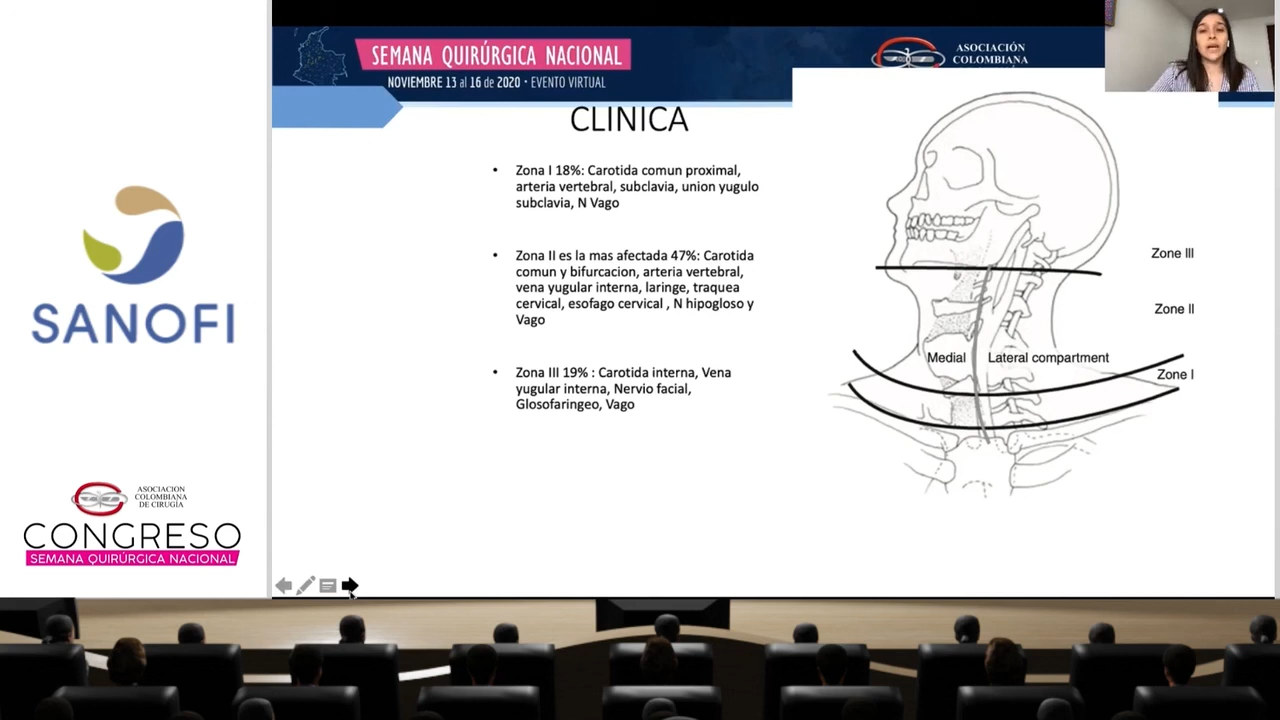 SEMANA QUIRÚRGICA NACIONAL
NOVIEMBRE 13 al 16 de 2020 • EVENTO VIRTUAL
ASOCIACIÓN
COLOMBIANA
CLINICA
• Zona I 18%: Carotida comun proximal,
arteria vertebral, subclavia, union yugulo
subclavia, N Vago
• Zona II es la mas afectada 47%: Carotida
comun y bifurcacion, arteria vertebral,
vena yugular interna, laringe, traquea
cervical, esofago cervical , N hipogloso y
Vago
• Zona III 19% : Carotida interna, Vena
yugular interna, Nervio facial,
Glosofaringeo, Vago
Zone III
Zone II
Medial
Lateral compartment
Zone I
SANOFI
ASOCIACION
COLOMBIANA
DE CIRUGÍA
CONGRESO
SEMANA QUIRÚRGICA NACIONAL